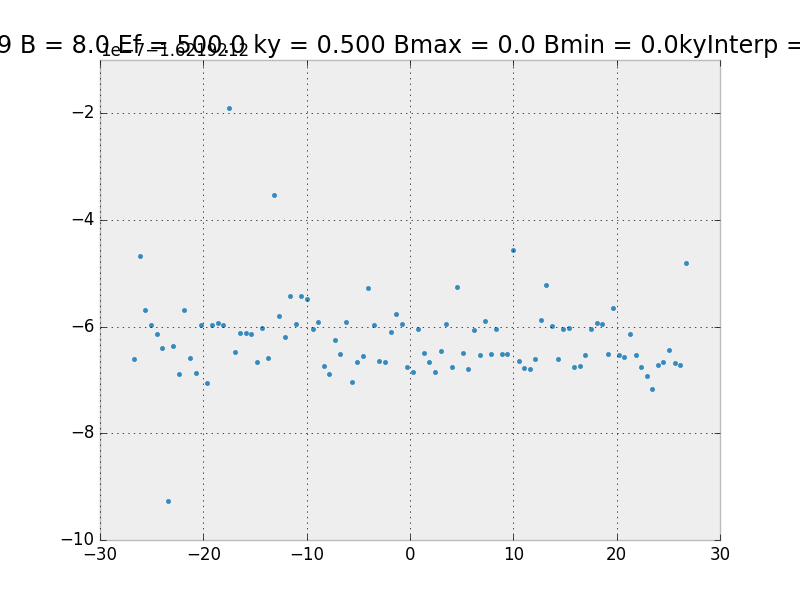 9 B = 8.0 Ef = 500.0 ky = 0.500 Bmax = 0.0 Bmin = 0.0kyInterp =
1e−7−1.6219212
−2
−4
−6
−8
−10
−30 −20 −10 0 10 20 30